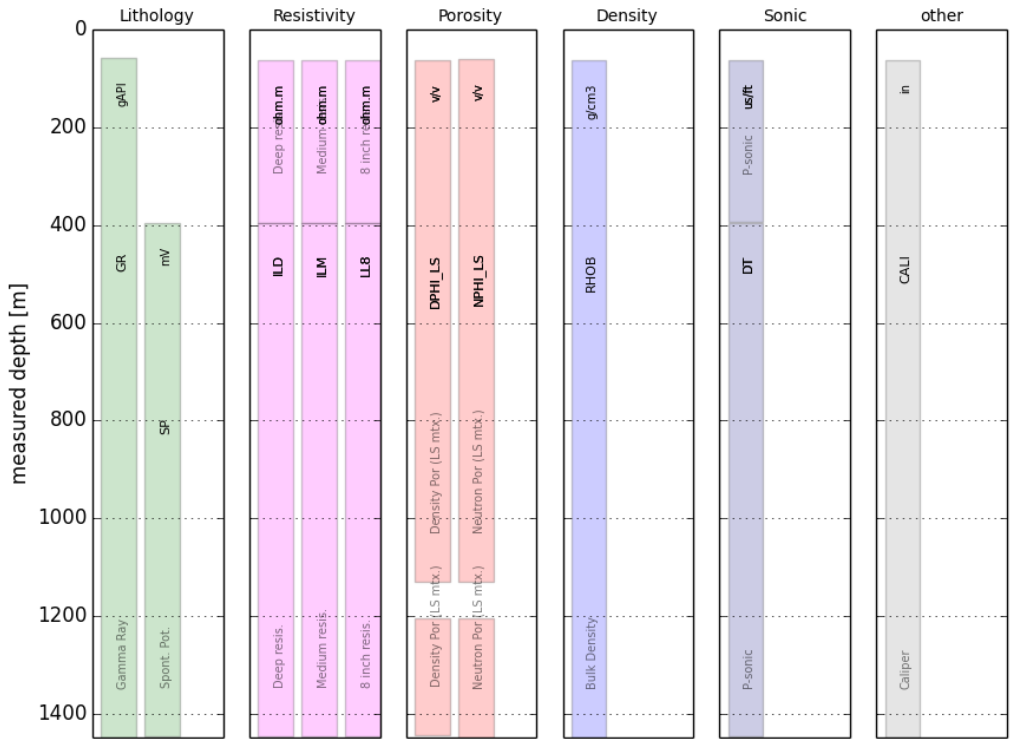 Lithology
Resistivity
Porosity
Density
Sonic
other
measured depth [m]
0
200
400
600
800
1000
1200
1400
gAPI
GR
Gamma Ray
mV
SP
Spont. Pot.
ohm.m
Deep resis.
ILD
Deep resis.
ohm.m
Medium
ILM
Medium resis.
ohm.m
8 inch resis.
LL8
8 inch resis.
v/v
DPHI_LS
Density Por (LS mtx.)
Density Por (LS mtx.)
v/v
NPHI_LS
Neutron Por (LS mtx.)
Neutron Por (LS mtx.)
g/cm3
RHOB
Bulk Density
us/ft
P-sonic
DT
P-sonic
in
CALI
Caliper